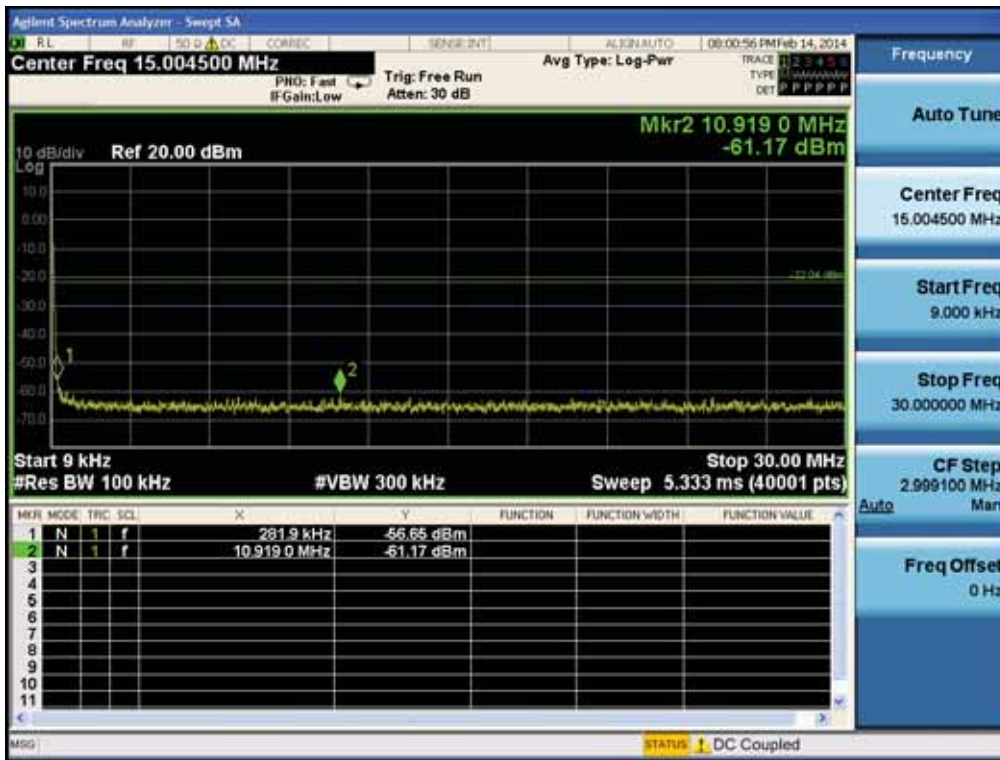 Agilent Spectrum Analyzer - Swept SA
RL RF 50 Ω DC CORREC SENSE:INT ALIGN AUTO 08:00:56 PM Feb 14, 2014
Center Freq 15.004500 MHz
PNO: Fast
IFGain:Low
Trig: Free Run
Atten: 30 dB
Avg Type: Log-Pwr
TRACE 1 2 3 4 5 6
TYPE
DET P P P P P P
Mkr2 10.919 0 MHz
-61.17 dBm
10 dB/div Ref 20.00 dBm
Log
10.0
0.00
-10.0
-20.0
-22.04 dBm
-30.0
-40.0
-50.0
-60.0
-70.0
1
2
Start 9 kHz
Stop 30.00 MHz
#Res BW 100 kHz
#VBW 300 kHz
Sweep 5.333 ms (40001 pts)
MKR MODE TRC SCL X Y FUNCTION FUNCTION WIDTH FUNCTION VALUE
1 N 1 f 281.9 kHz -56.65 dBm
2 N 1 f 10.919 0 MHz -61.17 dBm
3
4
5
6
7
8
9
10
11
MSG
STATUS DC Coupled
Frequency
Auto Tune
Center Freq
15.004500 MHz
Start Freq
9.000 kHz
Stop Freq
30.000000 MHz
CF Step
2.999100 MHz
Auto Man
Freq Offset
0 Hz